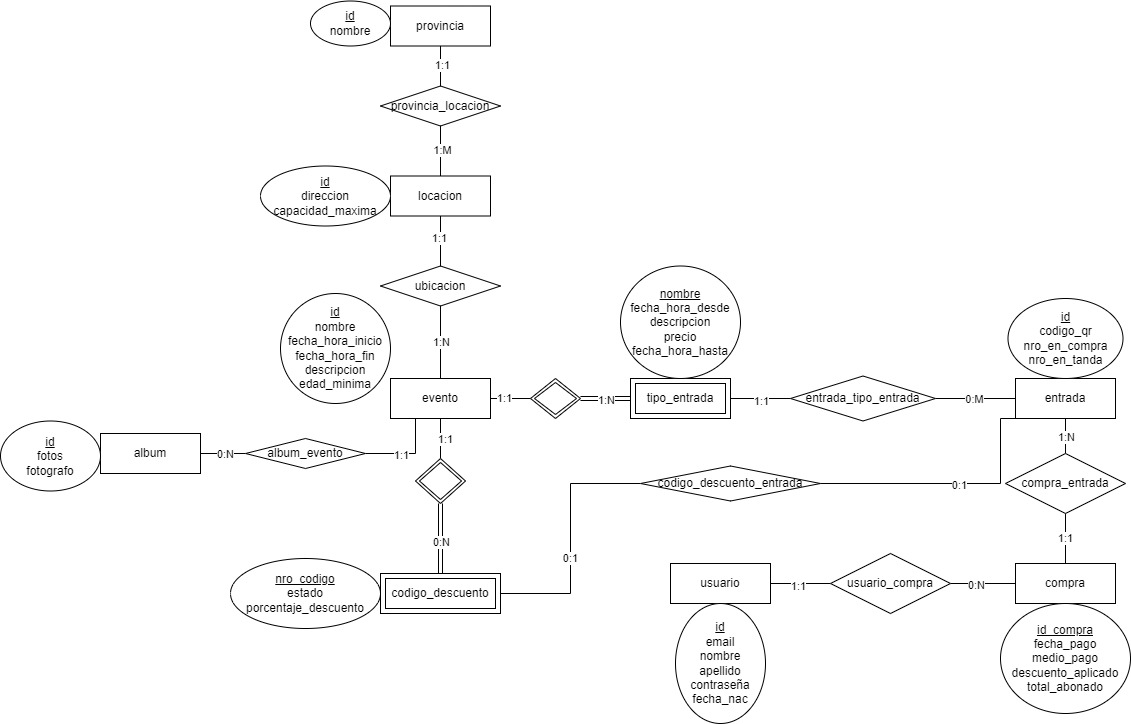 id
nombre
provincia
1:1
provincia_locacion
1:M
id
direccion
capacidad_maxima
locacion
1:1
ubicacion
1:N
id
nombre
fecha_hora_inicio
fecha_hora_fin
descripcion
edad_minima
evento
1:1
1:N
nombre
fecha_hora_desde
descripcion
precio
fecha_hora_hasta
tipo_entrada
1:1
entrada_tipo_entrada
0:M
id
codigo_qr
nro_en_compra
nro_en_tanda
entrada
id
fotos
fotografo
album
0:N
album_evento
1:1
1:1
0:N
codigo_descuento_entrada
0:1
0:1
1:N
compra_entrada
1:1
nro_codigo
estado
porcentaje_descuento
codigo_descuento
usuario
1:1
usuario_compra
0:N
compra
id
email
nombre
apellido
contraseña
fecha_nac
id_compra
fecha_pago
medio_pago
descuento_aplicado
total_abonado